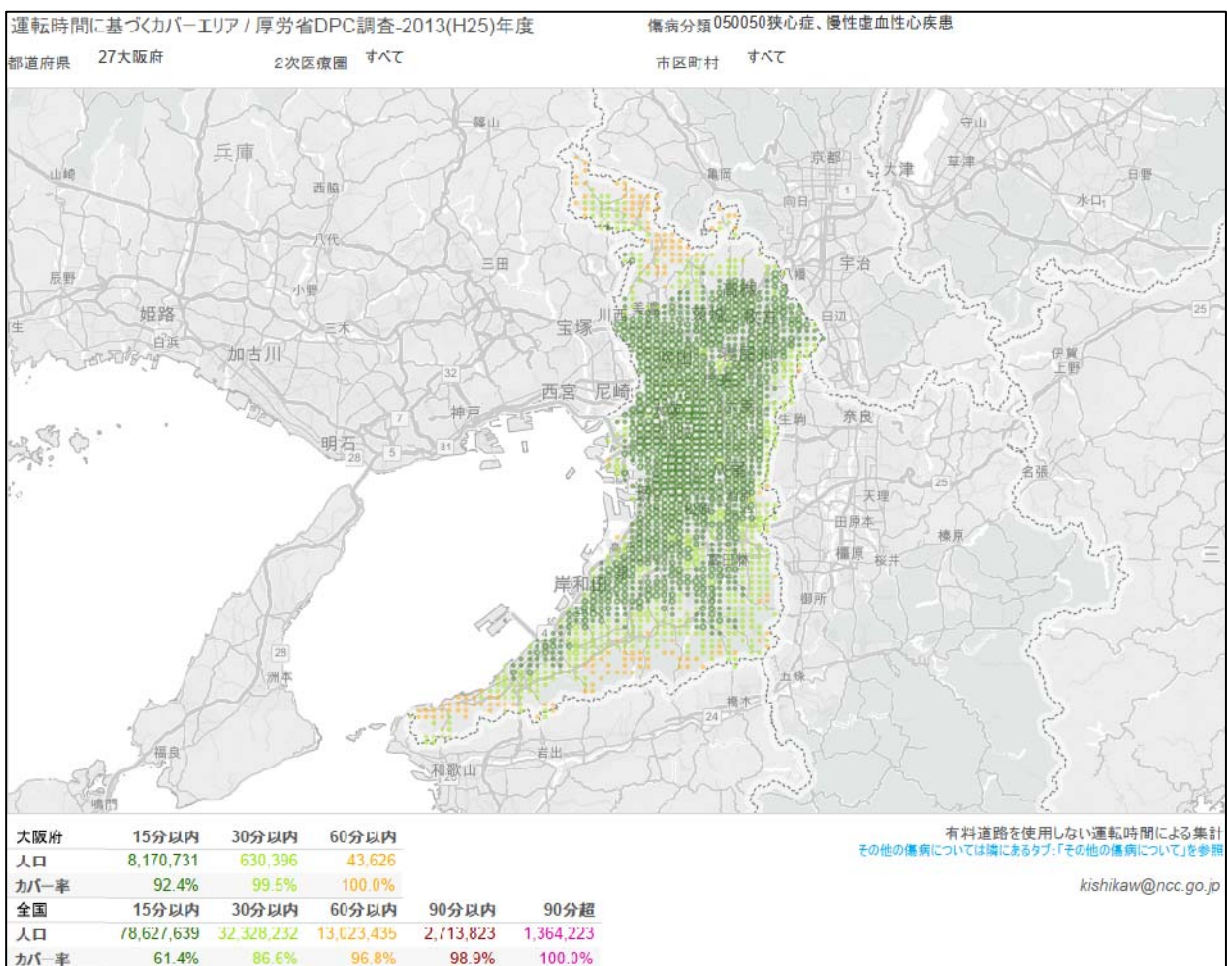 運転時間に基づくカバーエリア / 厚労省DPC調査-2013(H25)年度
傷病分類 050050狭心症、慢性虚血性心疾患
都道府県 27大阪府 2次医療圏 すべて 市区町村 すべて
篠山
守山
兵庫
京都
大津
草津
山崎
亀岡
日野
西脇
向日
1
水口
八代
三田
辰野
八幡
宇治
小野
川西
姫路
宝塚
25
白浜
三木
加古川
伊賀
上野
32
西宮
尼崎
神戸
生駒
奈良
7
明石
28
5
31
名張
25
天理
田原本
榛原
橿原
桜井
三
岸和田
御所
4
28
洲本
五條
橋本
24
福良
岩出
和歌山
鳴門
大阪府 15分以内 30分以内 60分以内
人口 8,170,731 630,396 43,626
カバー率 92.4% 99.5% 100.0%
全国 15分以内 30分以内 60分以内 90分以内 90分超
人口 78,627,639 32,328,232 13,023,435 2,713,823 1,364,223
カバー率 61.4% 86.6% 96.8% 98.9% 100.0%
有料道路を使用しない運転時間による集計
その他の傷病については隣にあるタブ:「その他の傷病について」を参照
kishikaw@ncc.go.jp